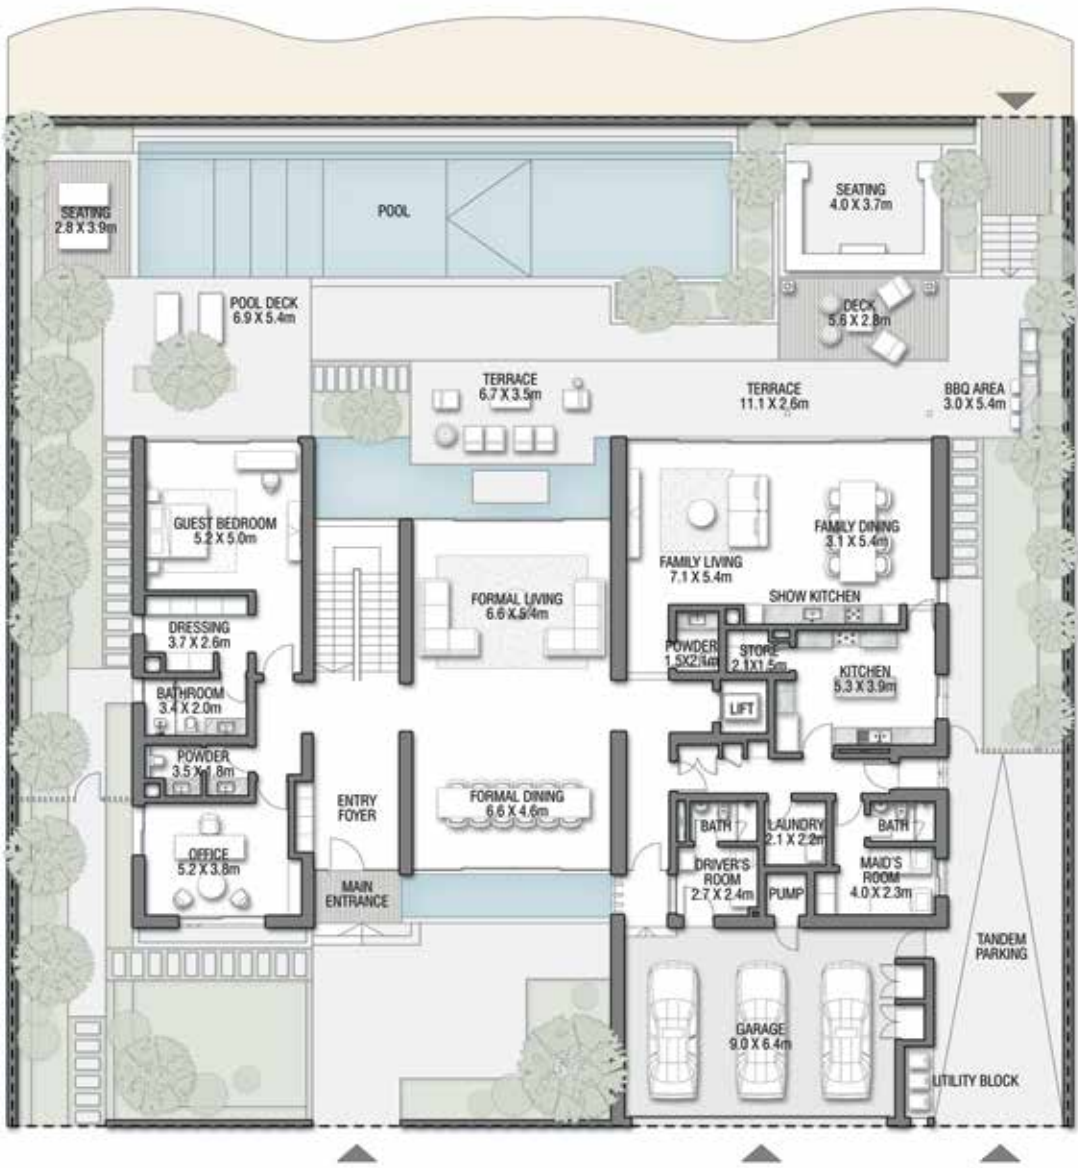 SEATING
2.8 X 3.9m
POOL
SEATING
4.0 X 3.7m
POOL DECK
6.9 X 5.4m
DECK
5.6 X 2.8m
TERRACE
6.7 X 3.5m
TERRACE
11.1 X 2.6m
BBQ AREA
3.0 X 5.4m
GUEST BEDROOM
5.2 X 5.0m
FAMILY DINING
3.1 X 5.4m
FAMILY LIVING
7.1 X 5.4m
FORMAL LIVING
6.6 X 5.4m
SHOW KITCHEN
DRESSING
3.7 X 2.6m
POWDER
STORE
2.1X1.5m
KITCHEN
5.3 X 3.9m
BATHROOM
3.4 X 2.0m
LIFT
POWDER
3.5 X 1.8m
ENTRY
FOYER
FORMAL DINING
6.6 X 4.6m
BATH
LAUNDRY
2.1 X 2.2m
BATH
OFFICE
5.2 X 3.8m
DRIVER'S
ROOM
2.7 X 2.4m
MAID'S
ROOM
4.0 X 2.3m
MAIN
ENTRANCE
PUMP
TANDEM
PARKING
GARAGE
9.0 X 6.4m
UTILITY BLOCK